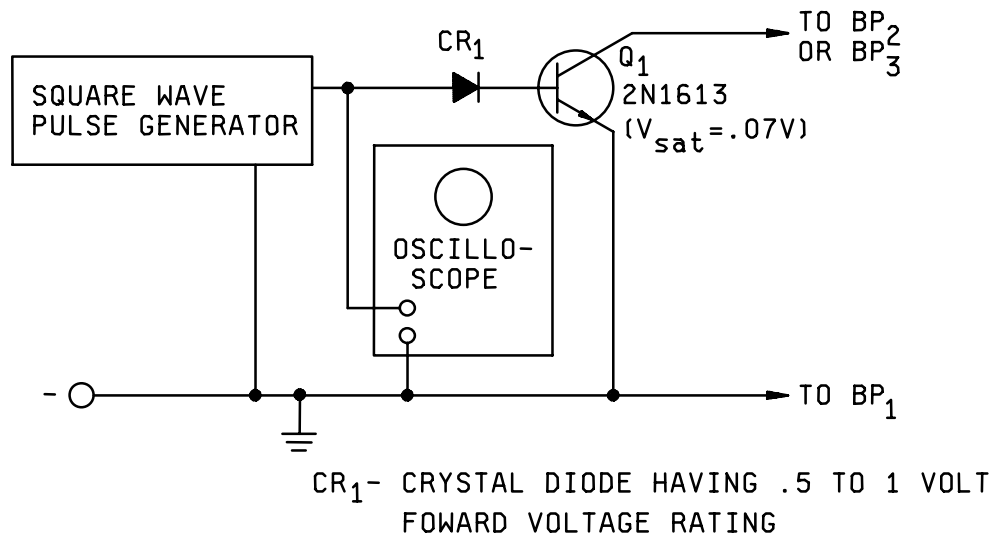 TO BP2
OR BP3
CR1
Q1
2N1613
(Vsat=.07V)
SQUARE WAVE
PULSE GENERATOR
OSCILLO-
SCOPE
-
TO BP1
CR1- CRYSTAL DIODE HAVING .5 TO 1 VOLT
FOWARD VOLTAGE RATING